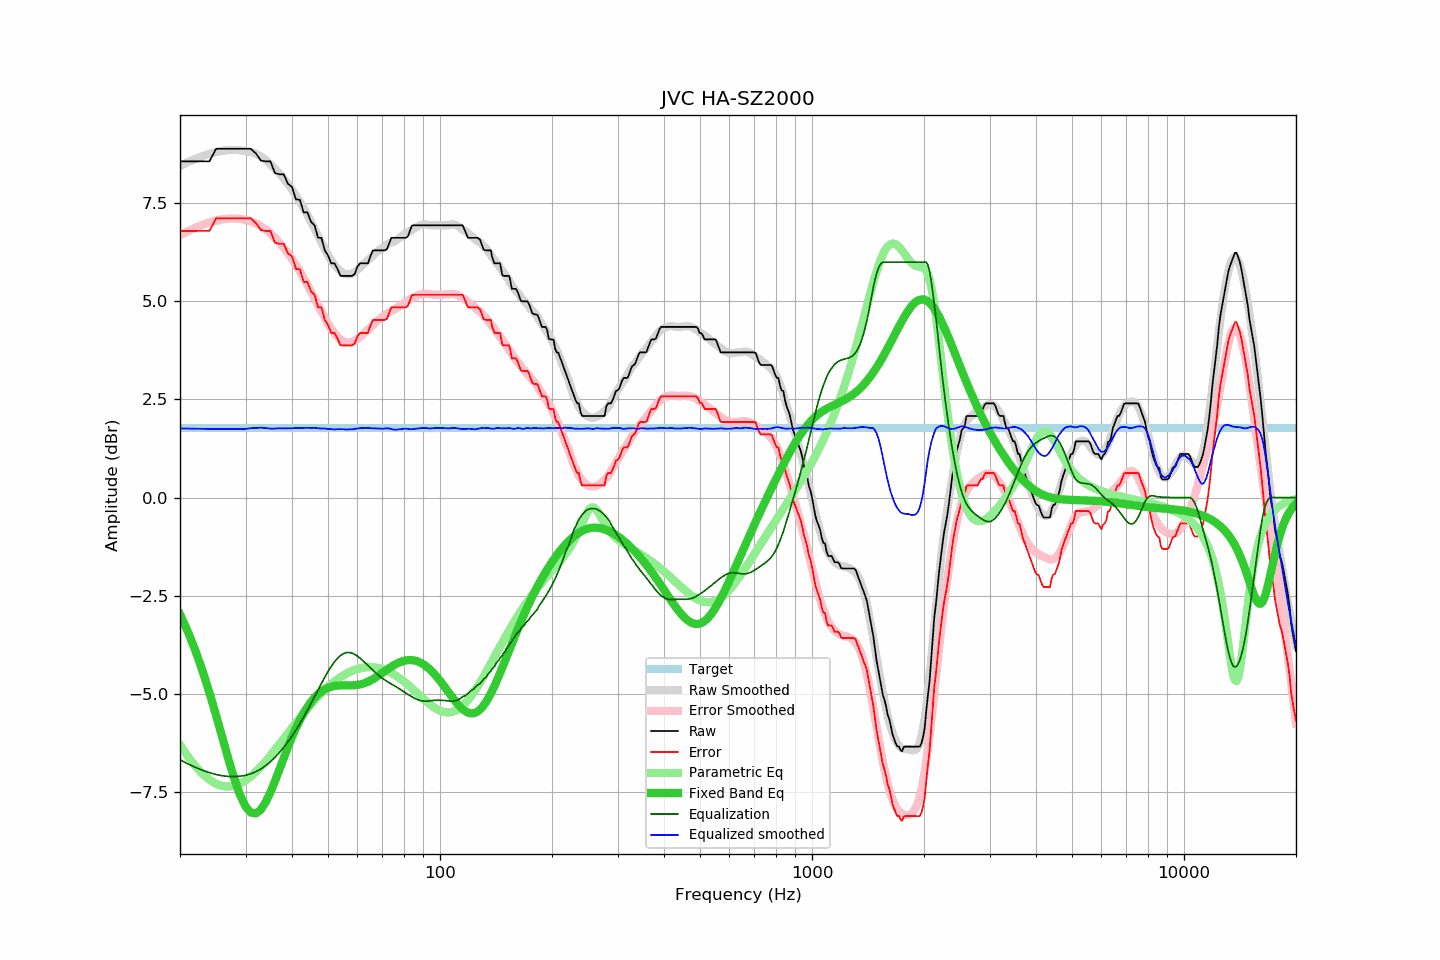 JVC HA-SZ2000
Amplitude (dBr)
7.5
5.0
2.5
0.0
−2.5
−5.0
−7.5
Target
Raw Smoothed
Error Smoothed
Raw
Error
Parametric Eq
Fixed Band Eq
Equalization
Equalized smoothed
100
1000
10000
Frequency (Hz)